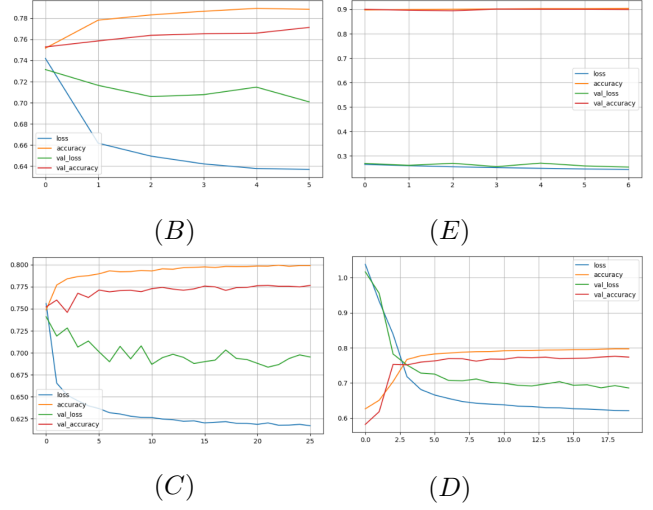 0.78
0.76
0.74
0.72
0.70
0.68
0.66
0.64
loss
accuracy
val_loss
val_accuracy
0 1 2 3 4 5
(B)
0.9
0.8
0.7
0.6
0.5
0.4
0.3
loss
accuracy
val_loss
val_accuracy
0 1 2 3 4 5 6
(E)
0.800
0.775
0.750
0.725
0.700
0.675
0.650
0.625
loss
accuracy
val_loss
val_accuracy
0 5 10 15 20 25
(C)
1.0
0.9
0.8
0.7
0.6
loss
accuracy
val_loss
val_accuracy
0.0 2.5 5.0 7.5 10.0 12.5 15.0 17.5
(D)